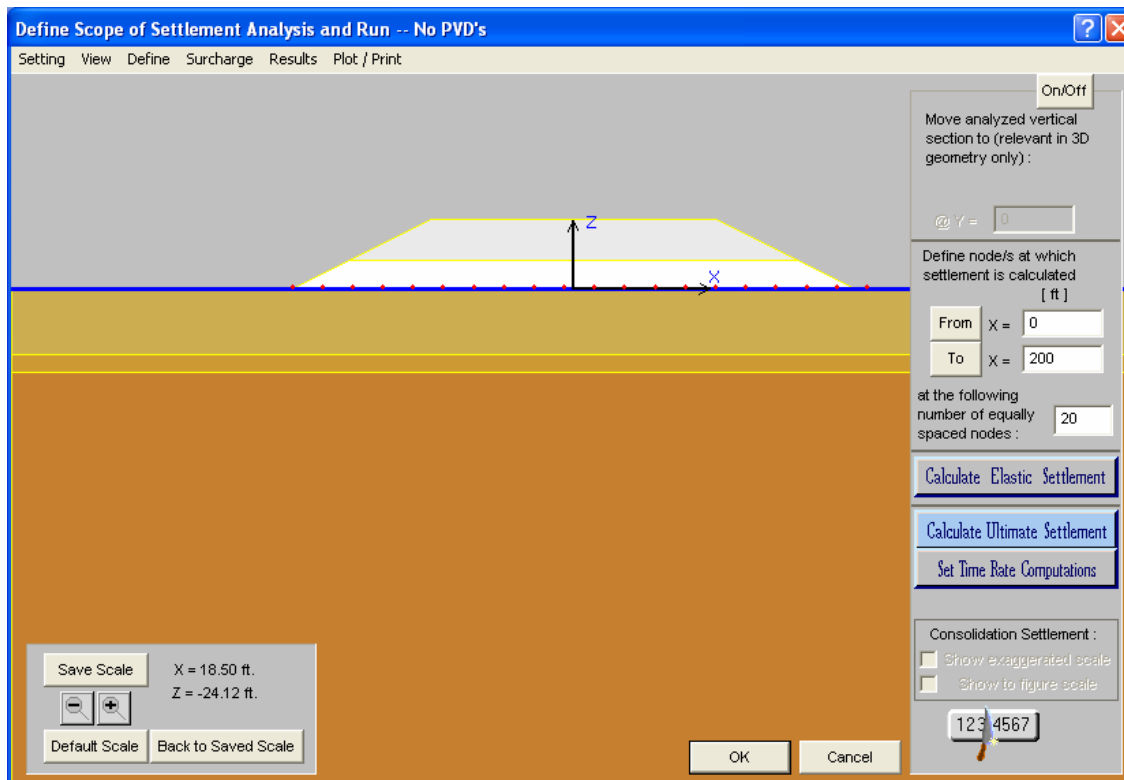 Define Scope of Settlement Analysis and Run -- No PVD's
?
Setting View Define Surcharge Results Plot / Print
On/Off
Move analyzed vertical
section to (relevant in 3D
geometry only) :
@ Y = 0
Define node/s at which
settlement is calculated
[ ft ]
From X = 0
To X = 200
at the following
number of equally
spaced nodes :
20
Calculate Elastic Settlement
Calculate Ultimate Settlement
Set Time Rate Computations
Consolidation Settlement :
Show exaggerated scale
Show to figure scale
1234567
Z
X
Save Scale
X = 18.50 ft.
Z = -24.12 ft.
Default Scale
Back to Saved Scale
OK
Cancel